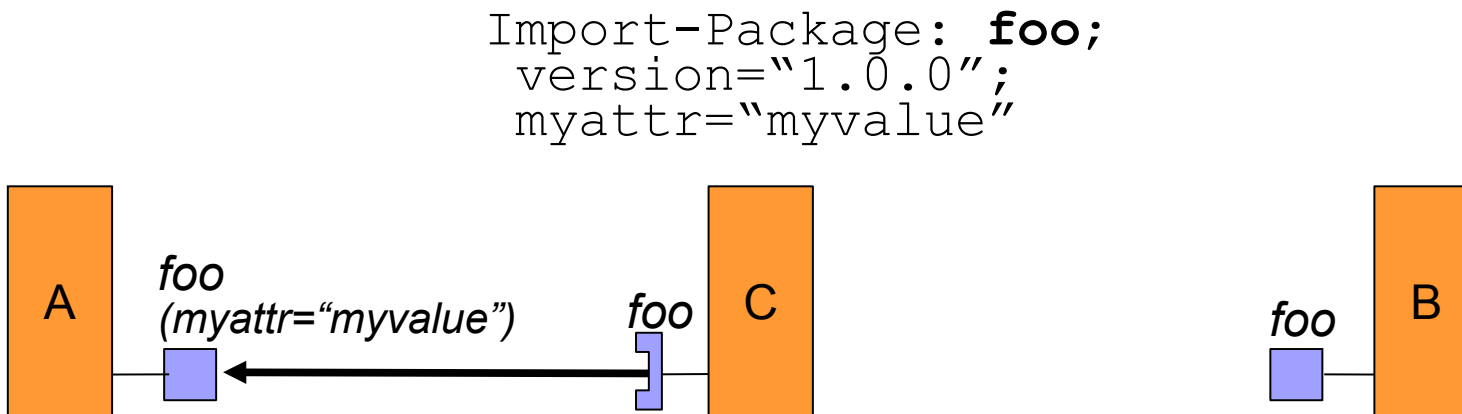 Import-Package: foo;
version=“1.0.0”;
myattr=“myvalue”
A
foo
(myattr=“myvalue”)
foo
C
foo
B